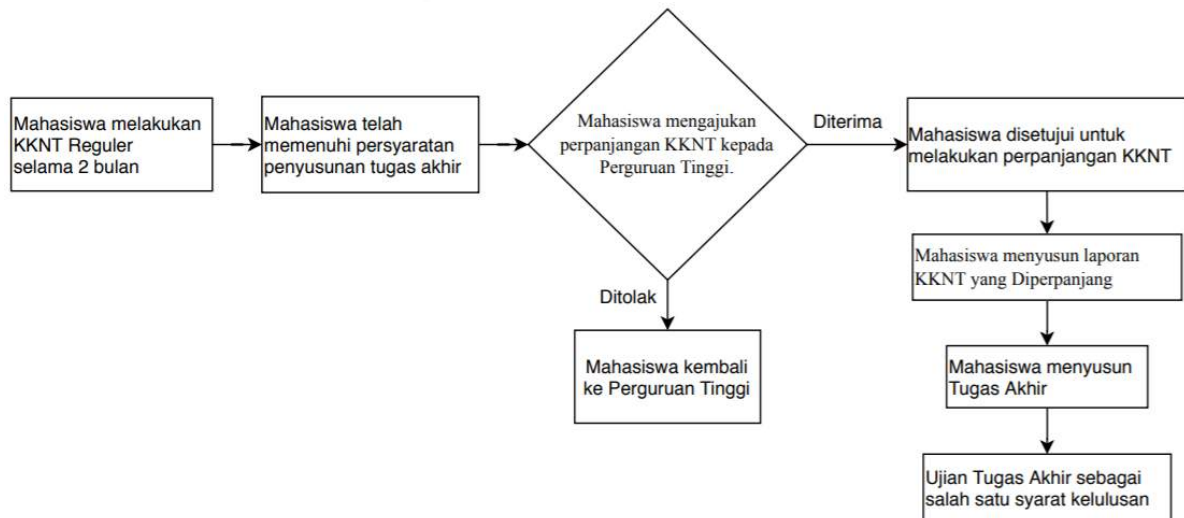 Mahasiswa melakukan
KKNT Reguler
selama 2 bulan
Mahasiswa telah
memenuhi persyaratan
penyusunan tugas akhir
Mahasiswa mengajukan
perpanjangan KKNT kepada
Perguruan Tinggi.
Diterima
Mahasiswa disetujui untuk
melakukan perpanjangan KKNT
Ditolak
Mahasiswa kembali
ke Perguruan Tinggi
Mahasiswa menyusun laporan
KKNT yang Diperpanjang
Mahasiswa menyusun
Tugas Akhir
Ujian Tugas Akhir sebagai
salah satu syarat kelulusan